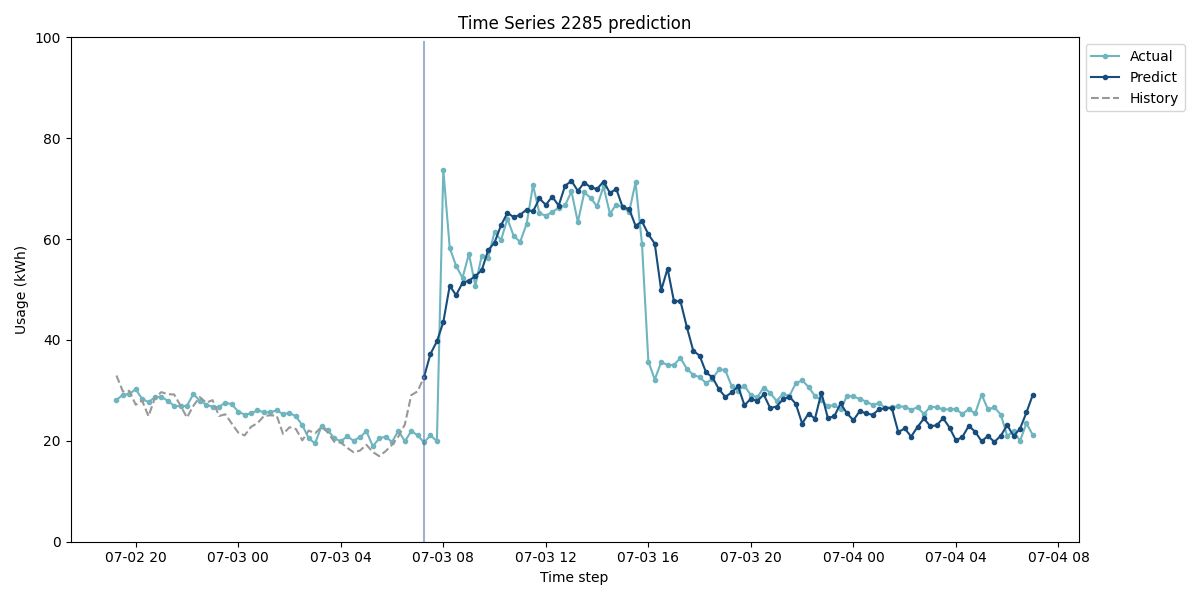 Time Series 2285 prediction
100
80
60
40
20
0
Usage (kWh)
07-02 20
07-03 00
07-03 04
07-03 08
07-03 12
07-03 16
07-03 20
07-04 00
07-04 04
07-04 08
Time step
Actual
Predict
History